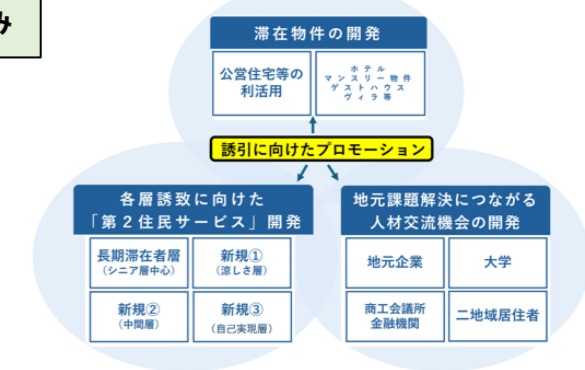 み
滞在物件の開発
公営住宅等の
利活用
ホテル
マンスリー物件
ゲストハウス
ヴィラ等
誘引に向けたプロモーション
各層誘致に向けた
「第２住民サービス」開発
長期滞在者層
(シニア層中心)
新規①
(涼しさ層)
新規②
(中間層)
新規③
(自己実現層)
地元課題解決につながる
人材交流機会の開発
地元企業
大学
商工会議所
金融機関
二地域居住者